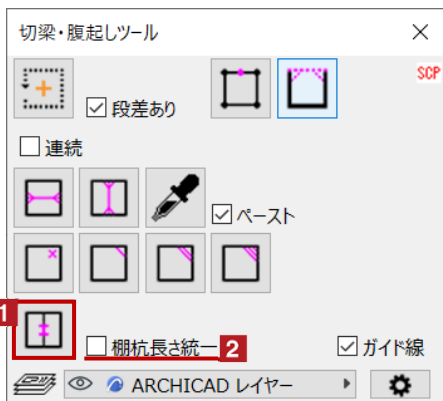 切梁・腹起しツール
SCP
段差あり
連続
ペースト
1
棚杭長さ統一 2 ガイド線
ARCHICAD レイヤー